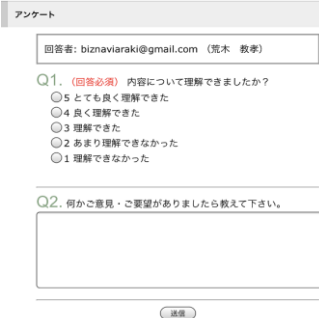 アンケート
回答者: biznaviaraki@gmail.com （荒木　教孝）
Q1. （回答必須） 内容について理解できましたか？
5 とても良く理解できた
4 良く理解できた
3 理解できた
2 あまり理解できなかった
1 理解できなかった
Q2. 何かご意見・ご要望がありましたら教えて下さい。
送信